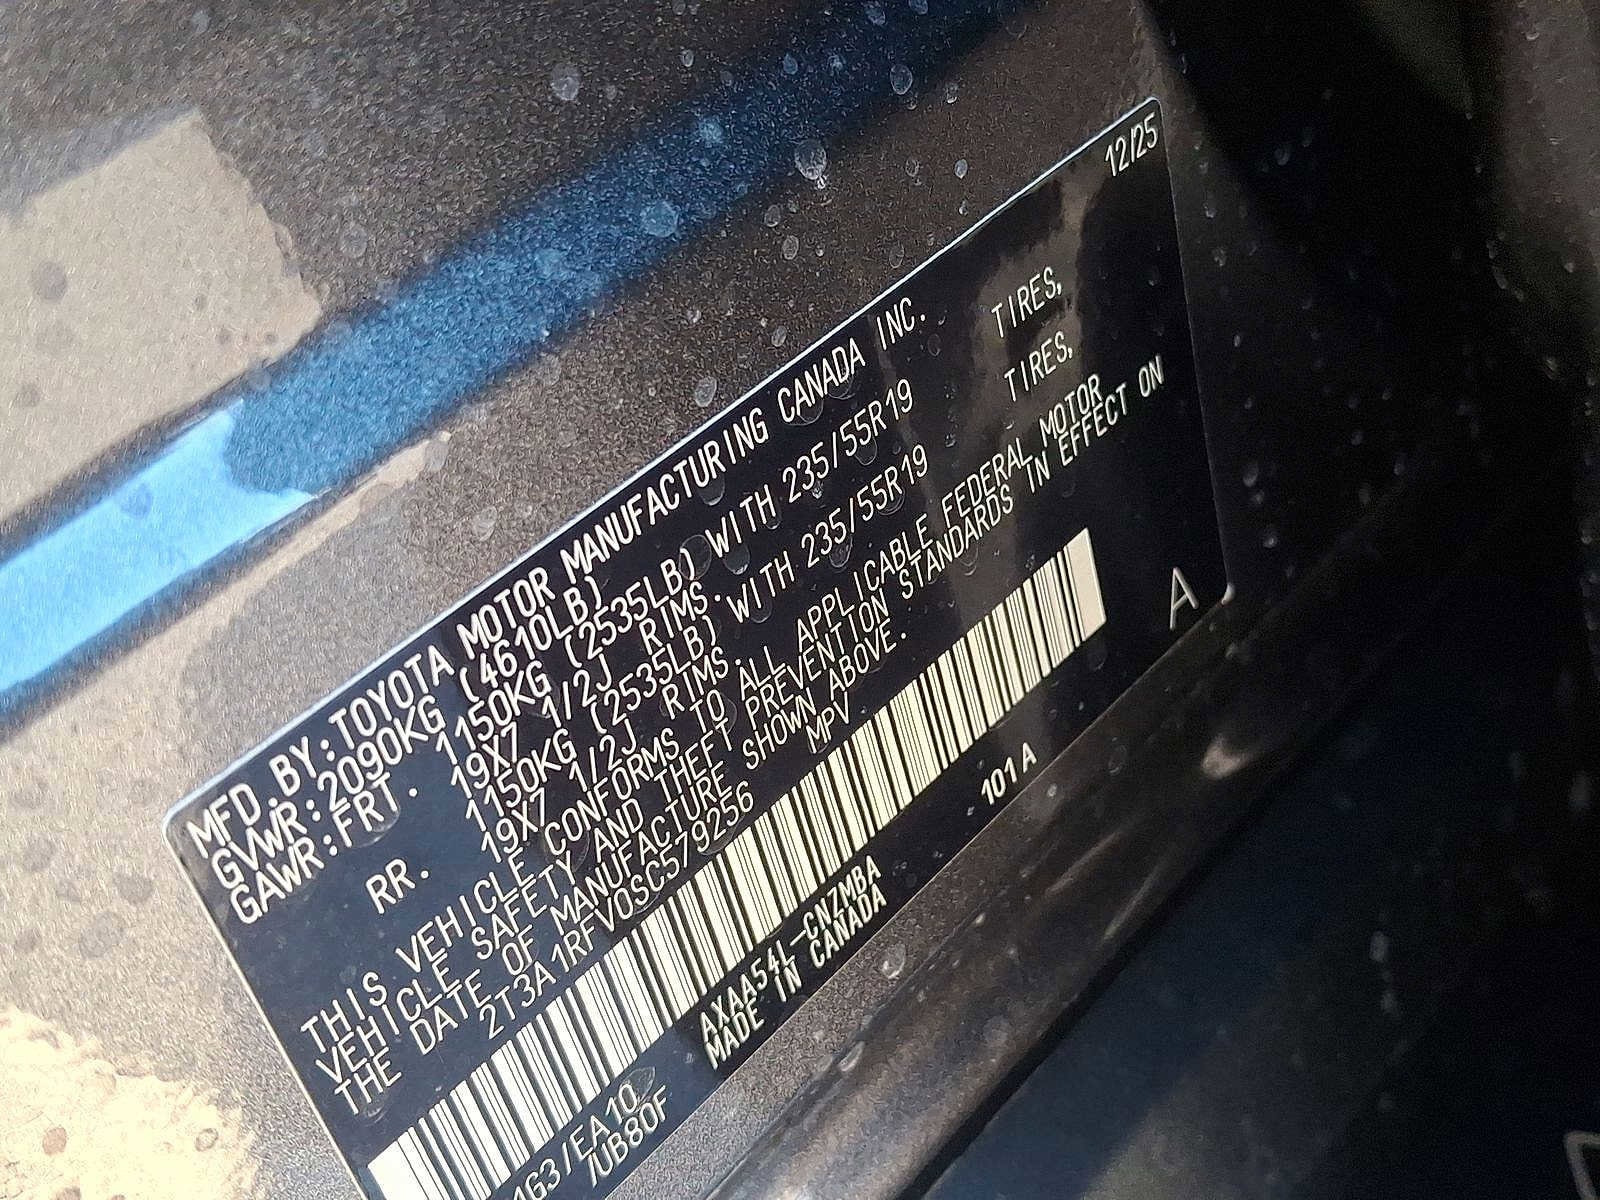 12/25
MFD.BY:TOYOTA MOTOR MANUFACTURING CANADA INC.
GVWR:2090KG (4610LB)
GAWR:FRT. 1150KG (2535LB) WITH 235/55R19 TIRES,
19X7 1/2J RIMS.
RR. 1150KG (2535LB) WITH 235/55R19 TIRES,
19X7 1/2J RIMS.
THIS VEHICLE CONFORMS TO ALL APPLICABLE FEDERAL MOTOR
VEHICLE SAFETY AND THEFT PREVENTION STANDARDS IN EFFECT ON
THE DATE OF MANUFACTURE SHOWN ABOVE.
2T3A1RFV0SC579256 MPV
A
1G3/EA10 AXAA54L-CNZMBA 101A
/UB80F MADE IN CANADA